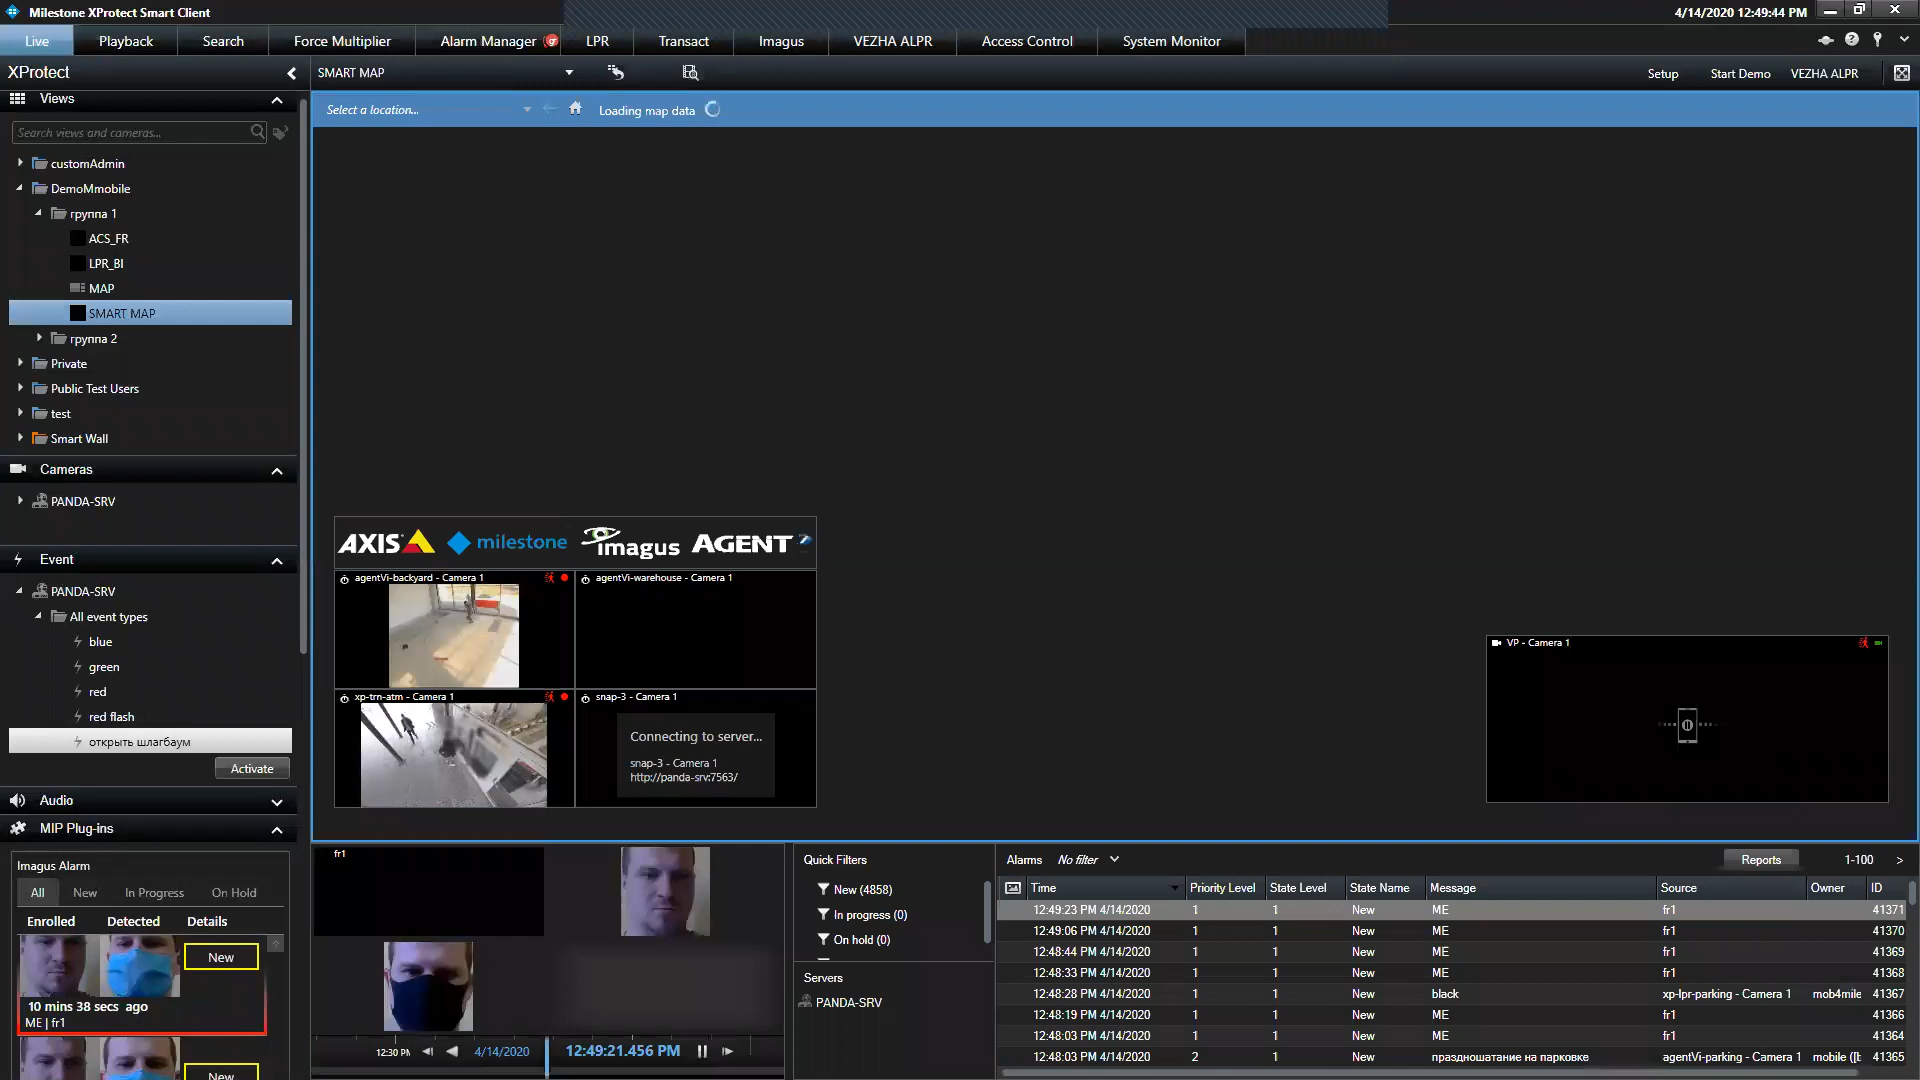 Milestone XProtect Smart Client
4/14/2020 12:49:44 PM
Live
Playback
Search
Force Multiplier
Alarm Manager
LPR
Transact
Imagus
VEZHA ALPR
Access Control
System Monitor
XProtect
SMART MAP
Setup
Start Demo
VEZHA ALPR
Views
Select a location...
Loading map data
Search views and cameras...
customAdmin
DemoMmobile
группа 1
ACS_FR
LPR_BI
MAP
SMART MAP
группа 2
Private
Public Test Users
test
Smart Wall
Cameras
PANDA-SRV
Event
PANDA-SRV
All event types
blue
green
red
red flash
открыть шлагбаум
Activate
Audio
MIP Plug-ins
Imagus Alarm
All
New
In Progress
On Hold
Enrolled
Detected
Details
New
10 mins 38 secs ago
ME | fr1
New
AXIS
milestone
imagus
AGENT
agentVi-backyard - Camera 1
agentVi-warehouse - Camera 1
xp-trn-atm - Camera 1
snap-3 - Camera 1
Connecting to server...
snap-3 - Camera 1
http://panda-srv:7563/
VP - Camera 1
fr1
12:30 PM
4/14/2020
12:49:21.456 PM
Quick Filters
New (4858)
In progress (0)
On hold (0)
Servers
PANDA-SRV
Alarms No filter
Reports
1-100 >
Time Priority Level State Level State Name Message Source Owner ID
12:49:23 PM 4/14/2020 1 1 New ME fr1 41371
12:49:06 PM 4/14/2020 1 1 New ME fr1 41370
12:48:44 PM 4/14/2020 1 1 New ME fr1 41369
12:48:33 PM 4/14/2020 1 1 New ME fr1 41368
12:48:28 PM 4/14/2020 1 1 New black xp-lpr-parking - Camera 1 mob4mile 41367
12:48:19 PM 4/14/2020 1 1 New ME fr1 41366
12:48:03 PM 4/14/2020 1 1 New ME fr1 41364
12:48:03 PM 4/14/2020 2 1 New праздношатание на парковке agentVi-parking - Camera 1 mobile ([b 41365